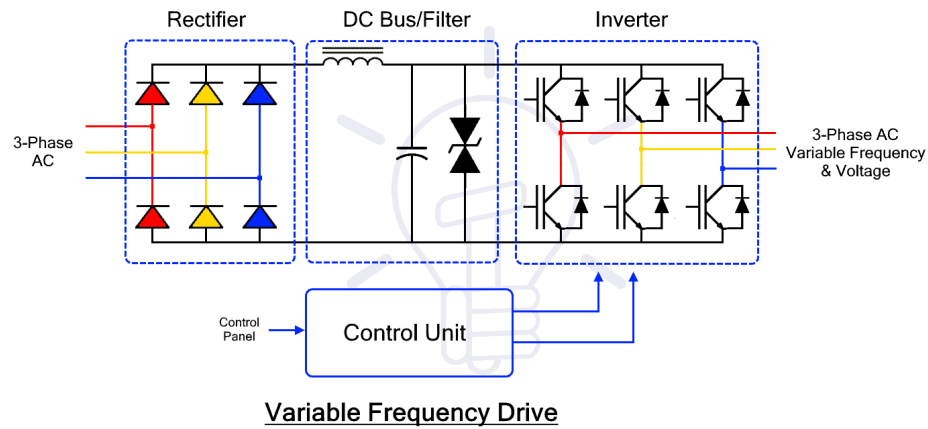 Rectifier
DC Bus/Filter
Inverter
3-Phase
AC
3-Phase AC
Variable Frequency
& Voltage
Control
Panel
Control Unit
Variable Frequency Drive